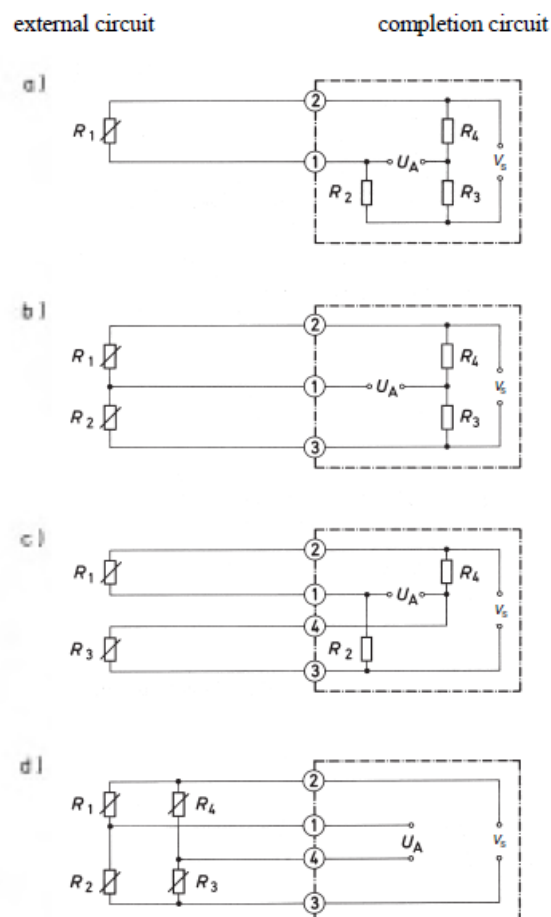 external circuit completion circuit
a)
2
R1 R4
1 UA Vs
R2 R3
b)
2
R1 R4
1 UA Vs
R2 R3
3
c)
2
R1 R4
1 UA Vs
4
R3 R2
3
d)
2
R1 R4
1
UA Vs
4
R2 R3
3